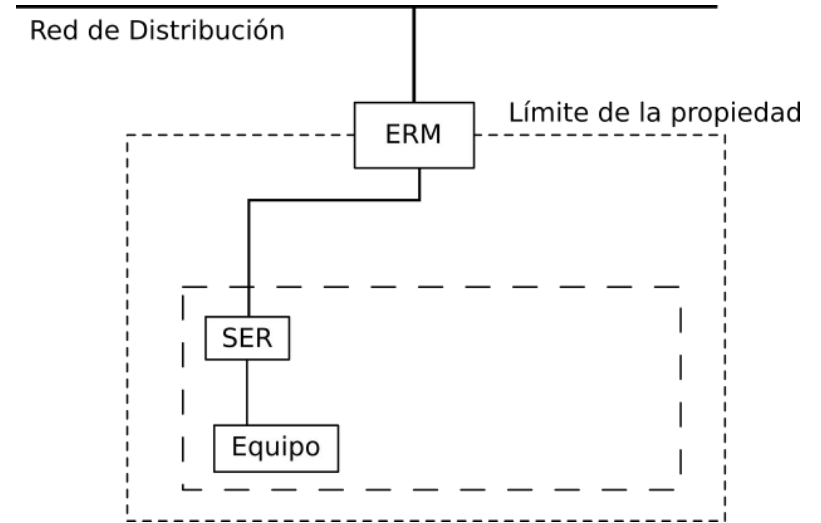 Red de Distribución
Límite de la propiedad
ERM
SER
Equipo